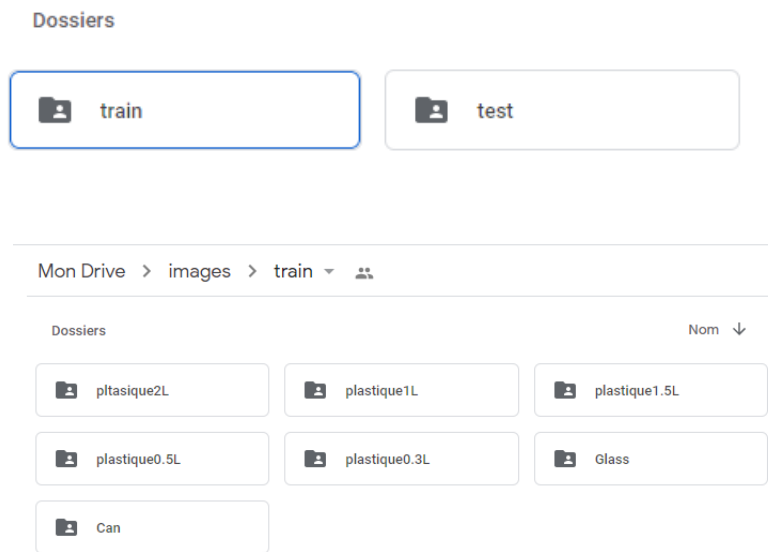 Dossiers
train test
Mon Drive > images > train
Dossiers Nom
pltasique2L plastique1L plastique1.5L
plastique0.5L plastique0.3L Glass
Can